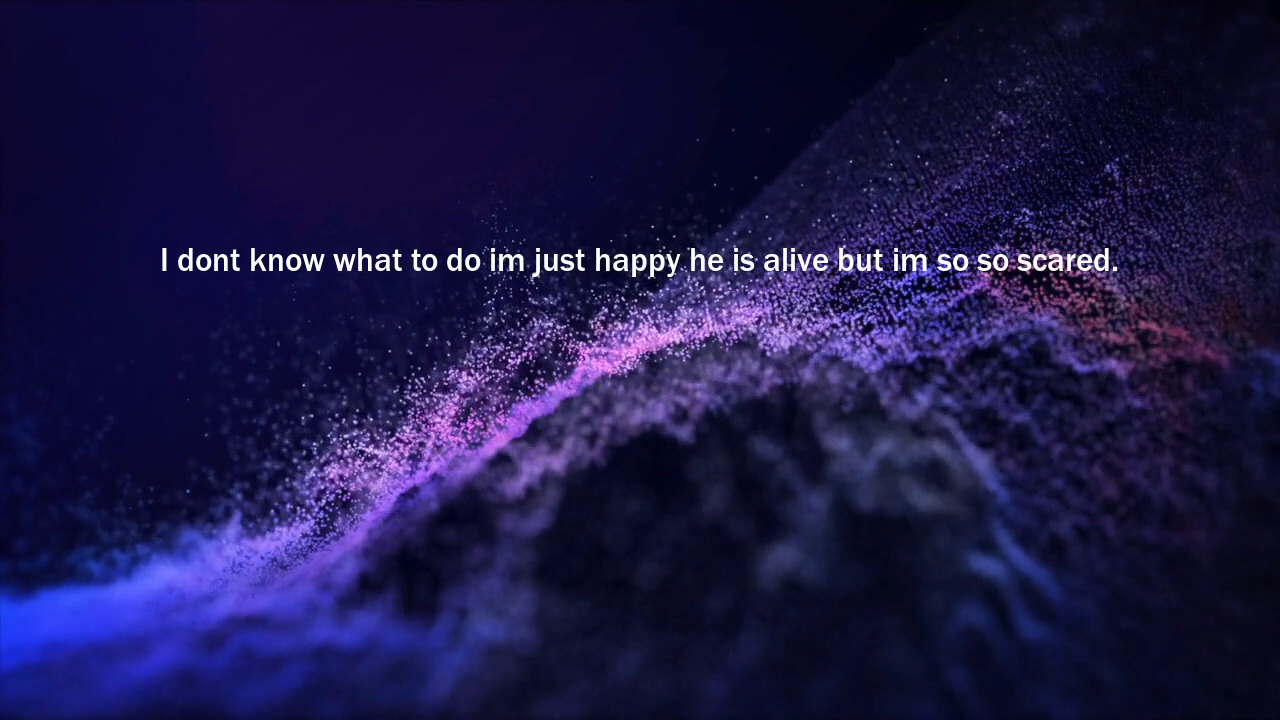 I dont know what to do im just happy he is alive but im so so scared.